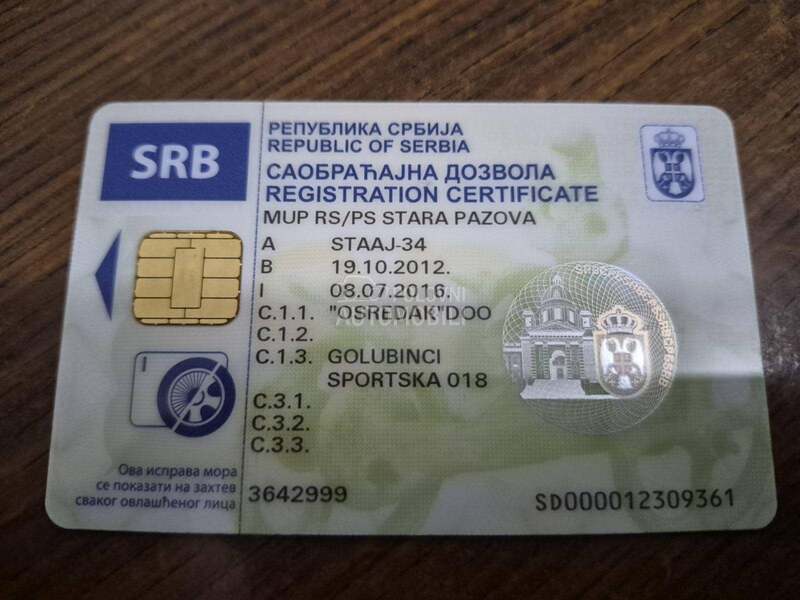 SRB
РЕПУБЛИКА СРБИЈА
REPUBLIC OF SERBIA
САОБРАЋАЈНА ДОЗВОЛА
REGISTRATION CERTIFICATE
MUP RS/PS STARA PAZOVA
A STAAJ-34
B 19.10.2012.
I 08.07.2016.
C.1.1. "OSREDAK"DOO
AUTOMOBILI
C.1.2.
C.1.3. GOLUBINCI
SPORTSKA 018
C.3.1.
C.3.2.
C.3.3.
Ова исправа мора
се показати на захтев
сваког овлашћеног лица
3642999
SD000012309361